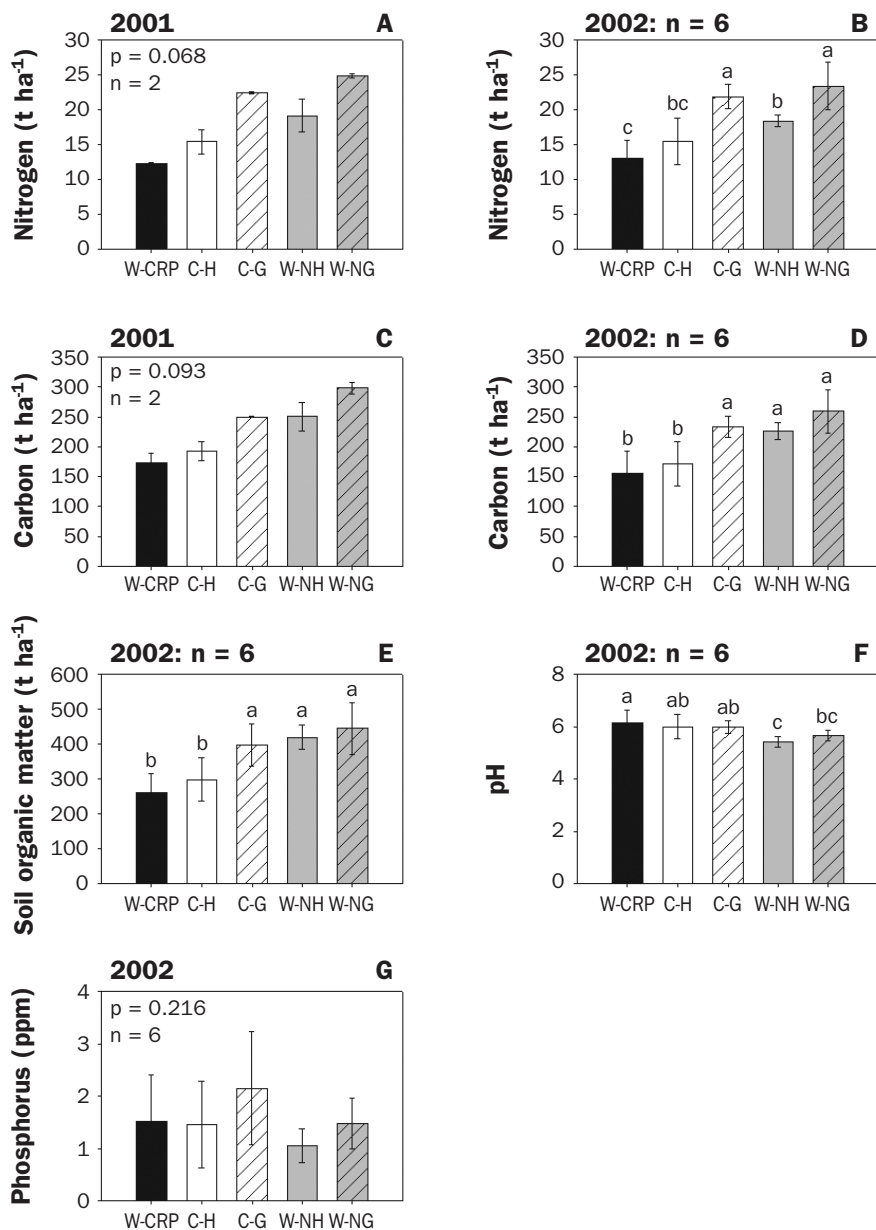 2001 A
Nitrogen (t ha-1)
30
25
20
15
10
5
0
p = 0.068
n = 2
W-CRP C-H C-G W-NH W-NG
2002: n = 6 B
Nitrogen (t ha-1)
30
25
20
15
10
5
0
c bc a b a
W-CRP C-H C-G W-NH W-NG
2001 C
Carbon (t ha-1)
350
300
250
200
150
100
50
0
p = 0.093
n = 2
W-CRP C-H C-G W-NH W-NG
2002: n = 6 D
Carbon (t ha-1)
350
300
250
200
150
100
50
0
b b a a a
W-CRP C-H C-G W-NH W-NG
2002: n = 6 E
Soil organic matter (t ha-1)
600
500
400
300
200
100
0
b b a a a
W-CRP C-H C-G W-NH W-NG
2002: n = 6 F
pH
8
6
4
2
0
a ab ab c bc
W-CRP C-H C-G W-NH W-NG
2002 G
Phosphorus (ppm)
4
3
2
1
0
p = 0.216
n = 6
W-CRP C-H C-G W-NH W-NG